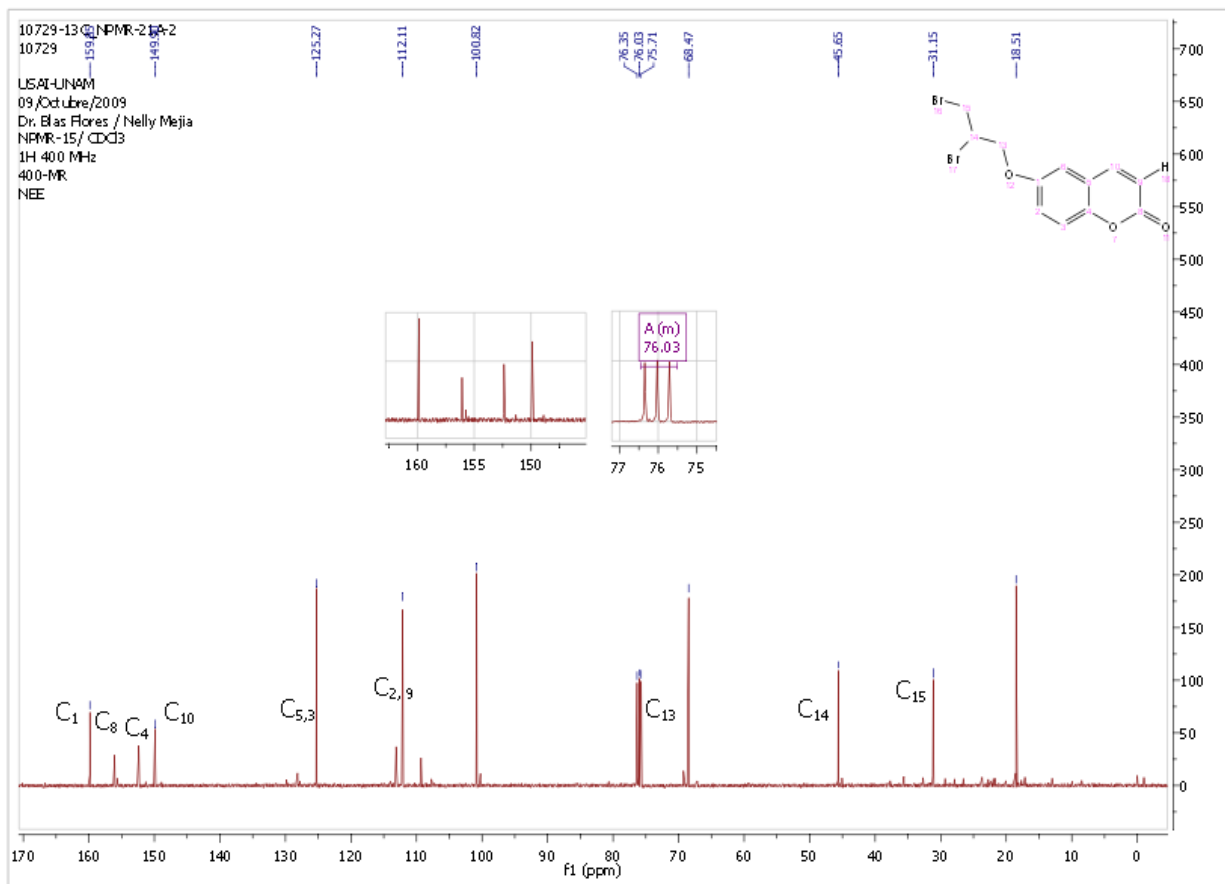 10729-13C_NPMR-21A-2
10729
USAI-UNAM
09/Octubre/2009
Dr. Blas Flores / Nelly Mejia
NPMR-15/ CDCl3
1H 400 MHz
400-MR
NEE
125.27
112.11
100.82
76.35
76.03
75.71
68.47
45.65
31.15
18.51
Br
Br
O
H
O
O
A (m)
76.03
160 155 150
77 76 75
C1
C8
C4
C10
C5,3
C2, 9
C13
C14
C15
700
650
600
550
500
450
400
350
300
250
200
150
100
50
0
170 160 150 140 130 120 110 100 90 80 70 60 50 40 30 20 10 0
f1 (ppm)